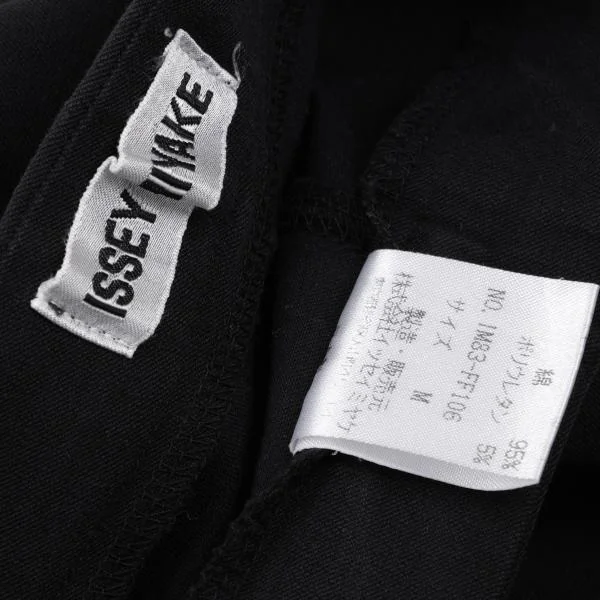 ISSEY MIYAKE
綿 95%
ポリウレタン 5%
NO. IM83-FF106
サイズ M
製造・販売元
株式会社イッセイミヤケ